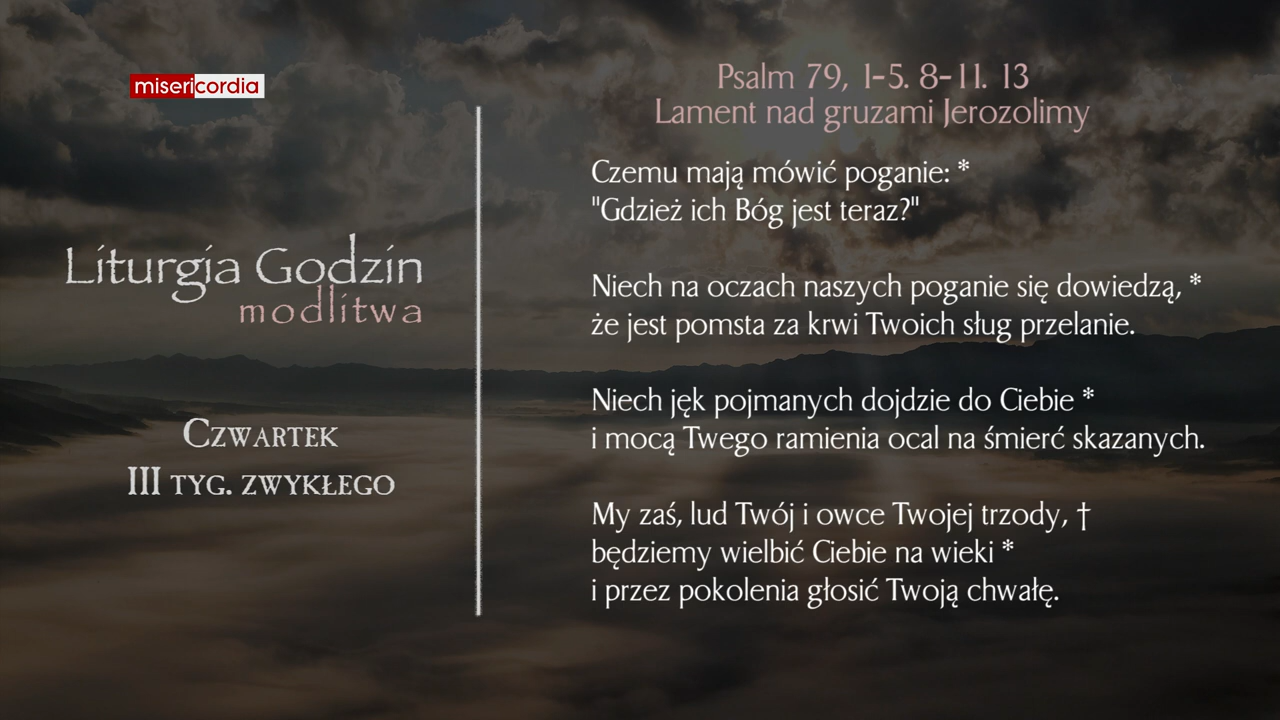 misericordia
Liturgia Godzin
modlitwa
Czwartek
III tyg. zwykłego
Psalm 79, 1-5. 8-11. 13
Lament nad gruzami Jerozolimy
Czemu mają mówić poganie: *
"Gdzież ich Bóg jest teraz?"
Niech na oczach naszych poganie się dowiedzą, *
że jest pomsta za krwi Twoich sług przelanie.
Niech jęk pojmanych dojdzie do Ciebie *
i mocą Twego ramienia ocal na śmierć skazanych.
My zaś, lud Twój i owce Twojej trzody, †
będziemy wielbić Ciebie na wieki *
i przez pokolenia głosić Twoją chwałę.